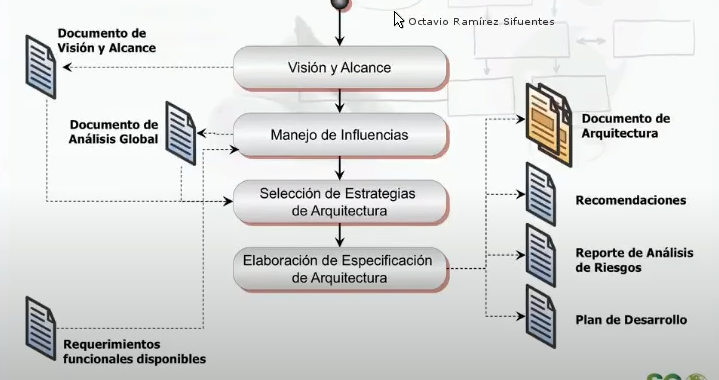 Octavio Ramírez Sifuentes
Documento de
Visión y Alcance
Visión y Alcance
Documento de
Análisis Global
Manejo de Influencias
Documento de
Arquitectura
Selección de Estrategias
de Arquitectura
Recomendaciones
Elaboración de Especificación
de Arquitectura
Reporte de Análisis
de Riesgos
Plan de Desarrollo
Requerimientos
funcionales disponibles